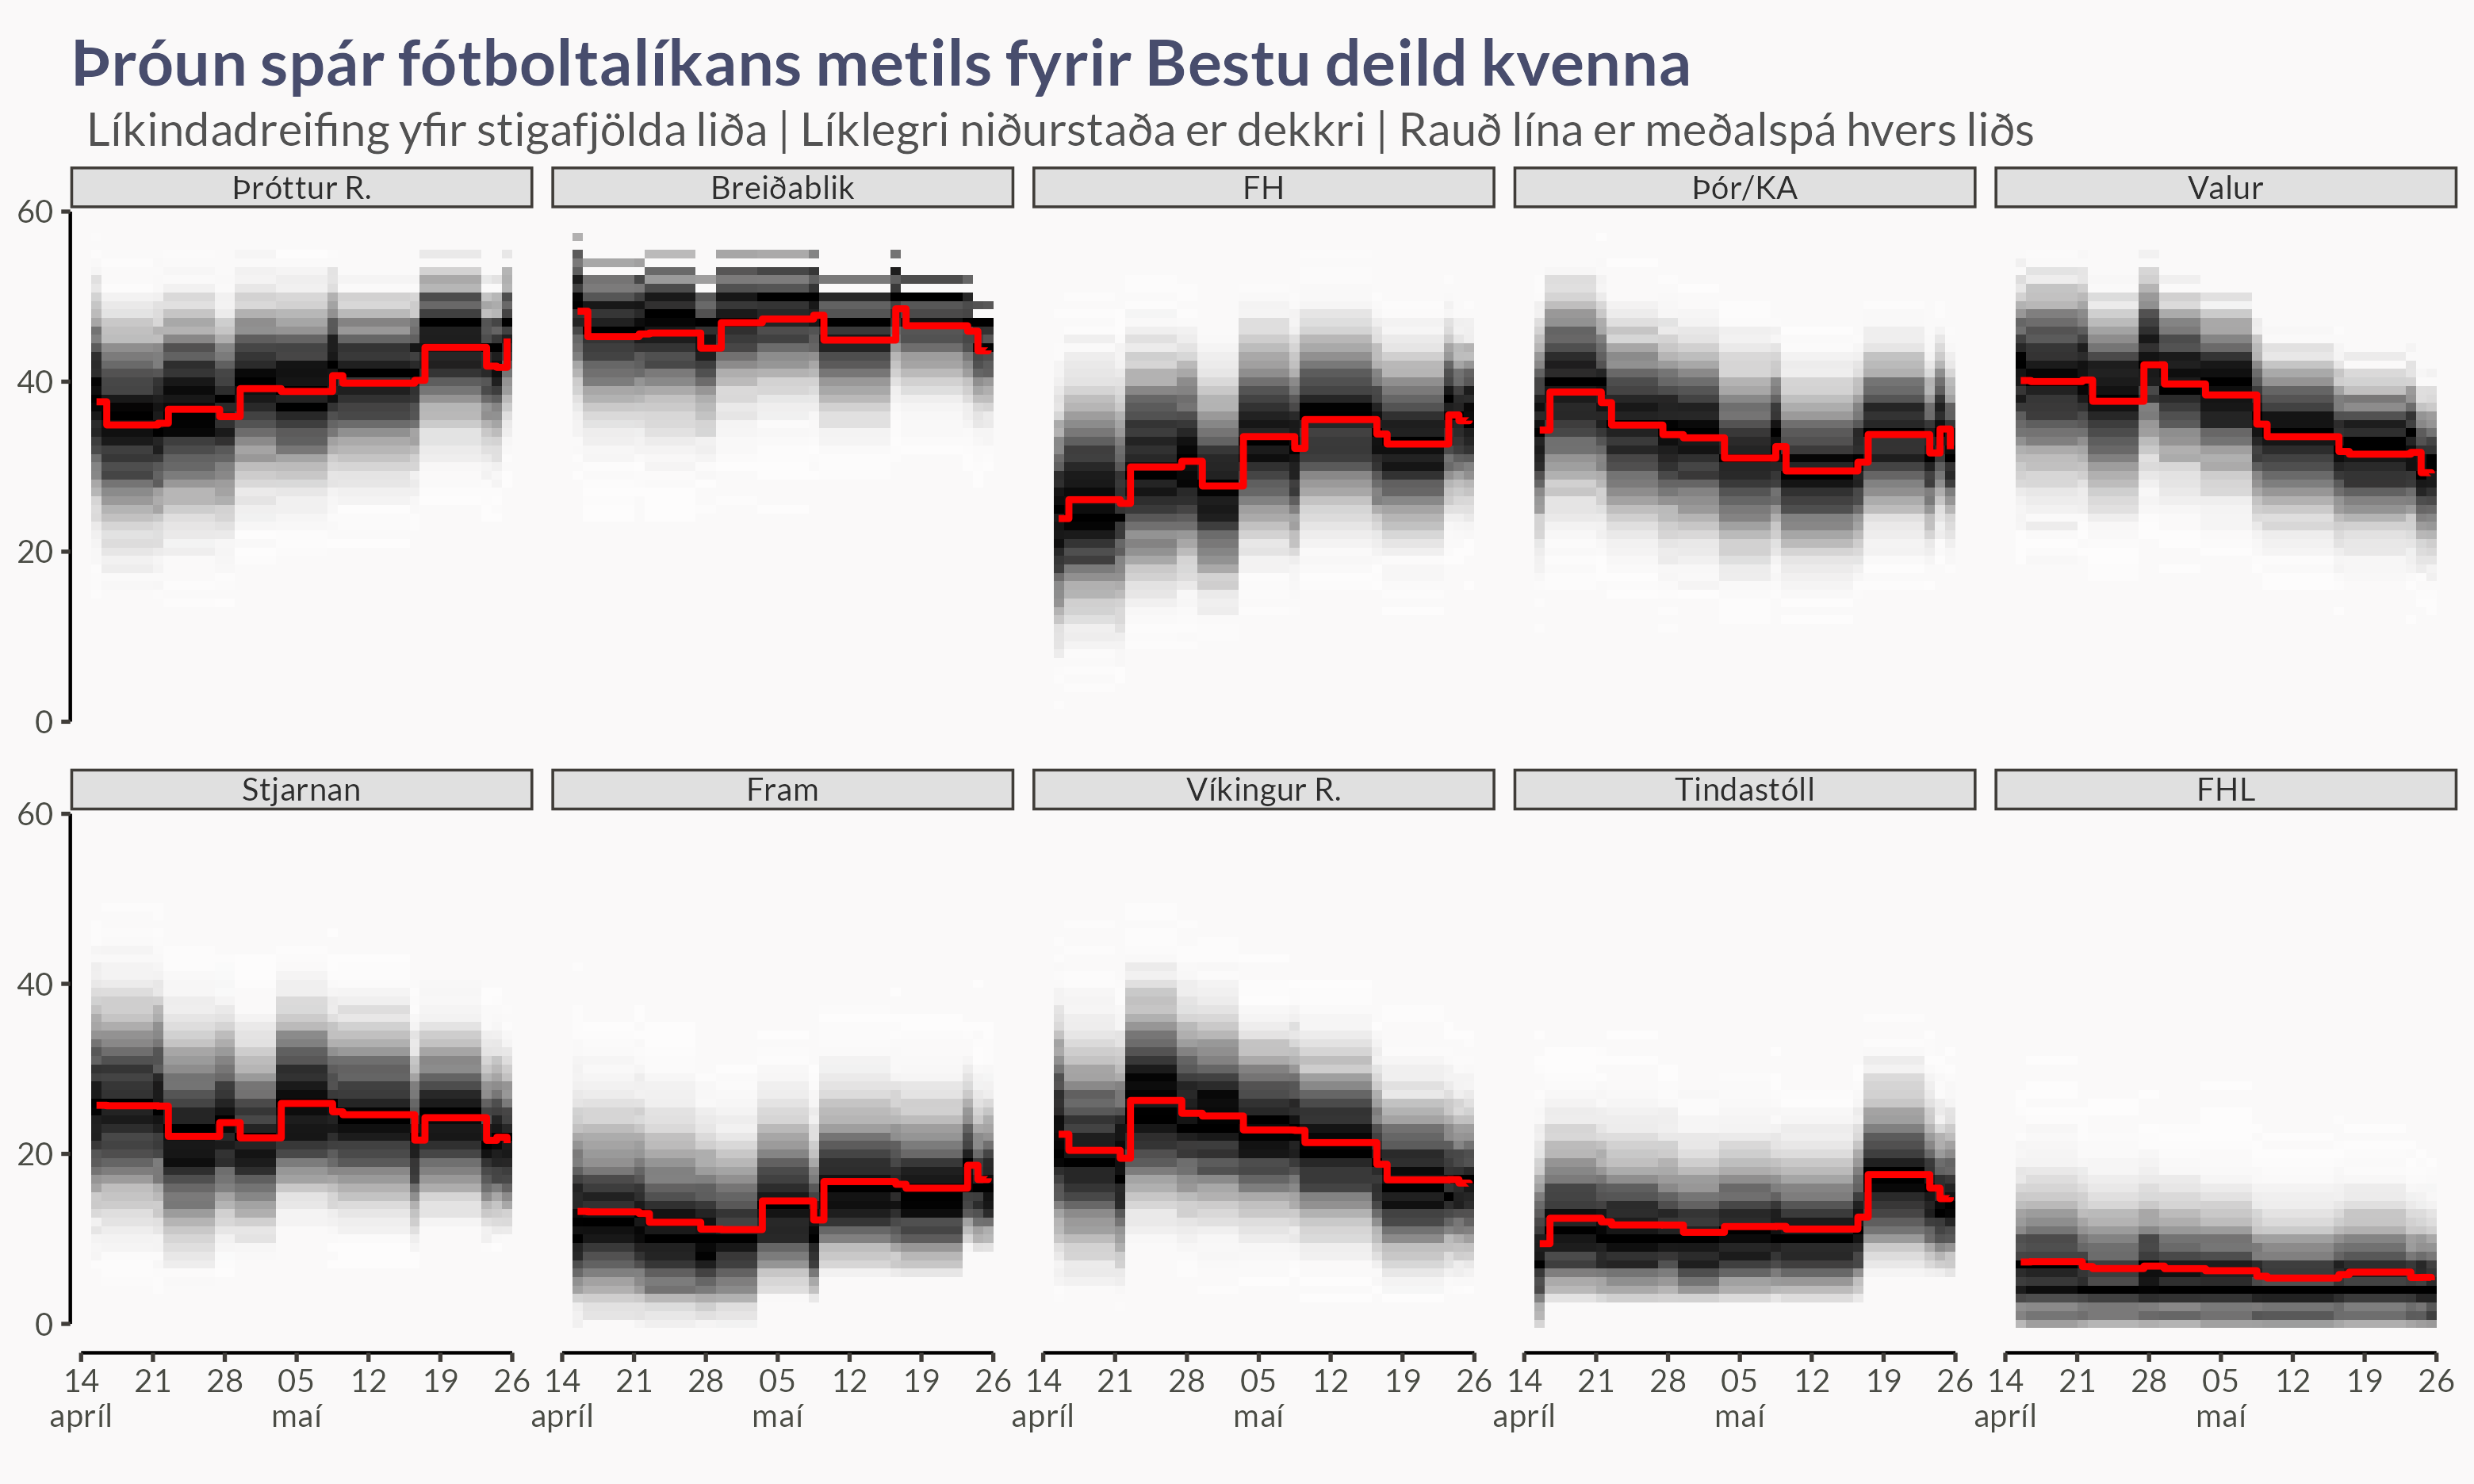 Þróun spár fótboltalíkans metils fyrir Bestu deild kvenna
Líkindadreifing yfir stigafjölda liða | Líklegri niðurstaða er dekkri | Rauð lína er meðalspá hvers liðs
Þróttur R. Breiðablik FH Þór/KA Valur
60
40
20
0
Stjarnan Fram Víkingur R. Tindastóll FHL
60
40
20
0
14 21 28 05 12 19 26 14 21 28 05 12 19 26 14 21 28 05 12 19 26 14 21 28 05 12 19 26 14 21 28 05 12 19 26
apríl maí apríl maí apríl maí apríl maí apríl maí